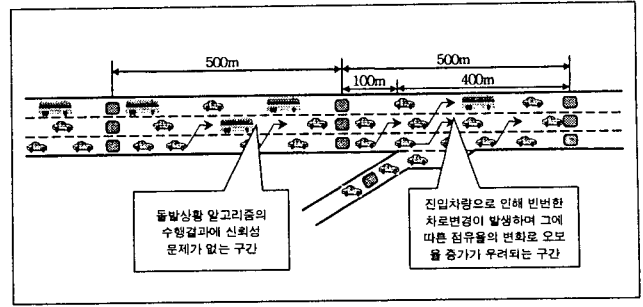 500m
500m
100m
400m
돌발상황 알고리즘의
수행결과에 신뢰성
문제가 없는 구간
진입차량으로 인해 빈번한
차로변경이 발생하며 그에
따른 점유율의 변화로 오보
율 증가가 우려되는 구간